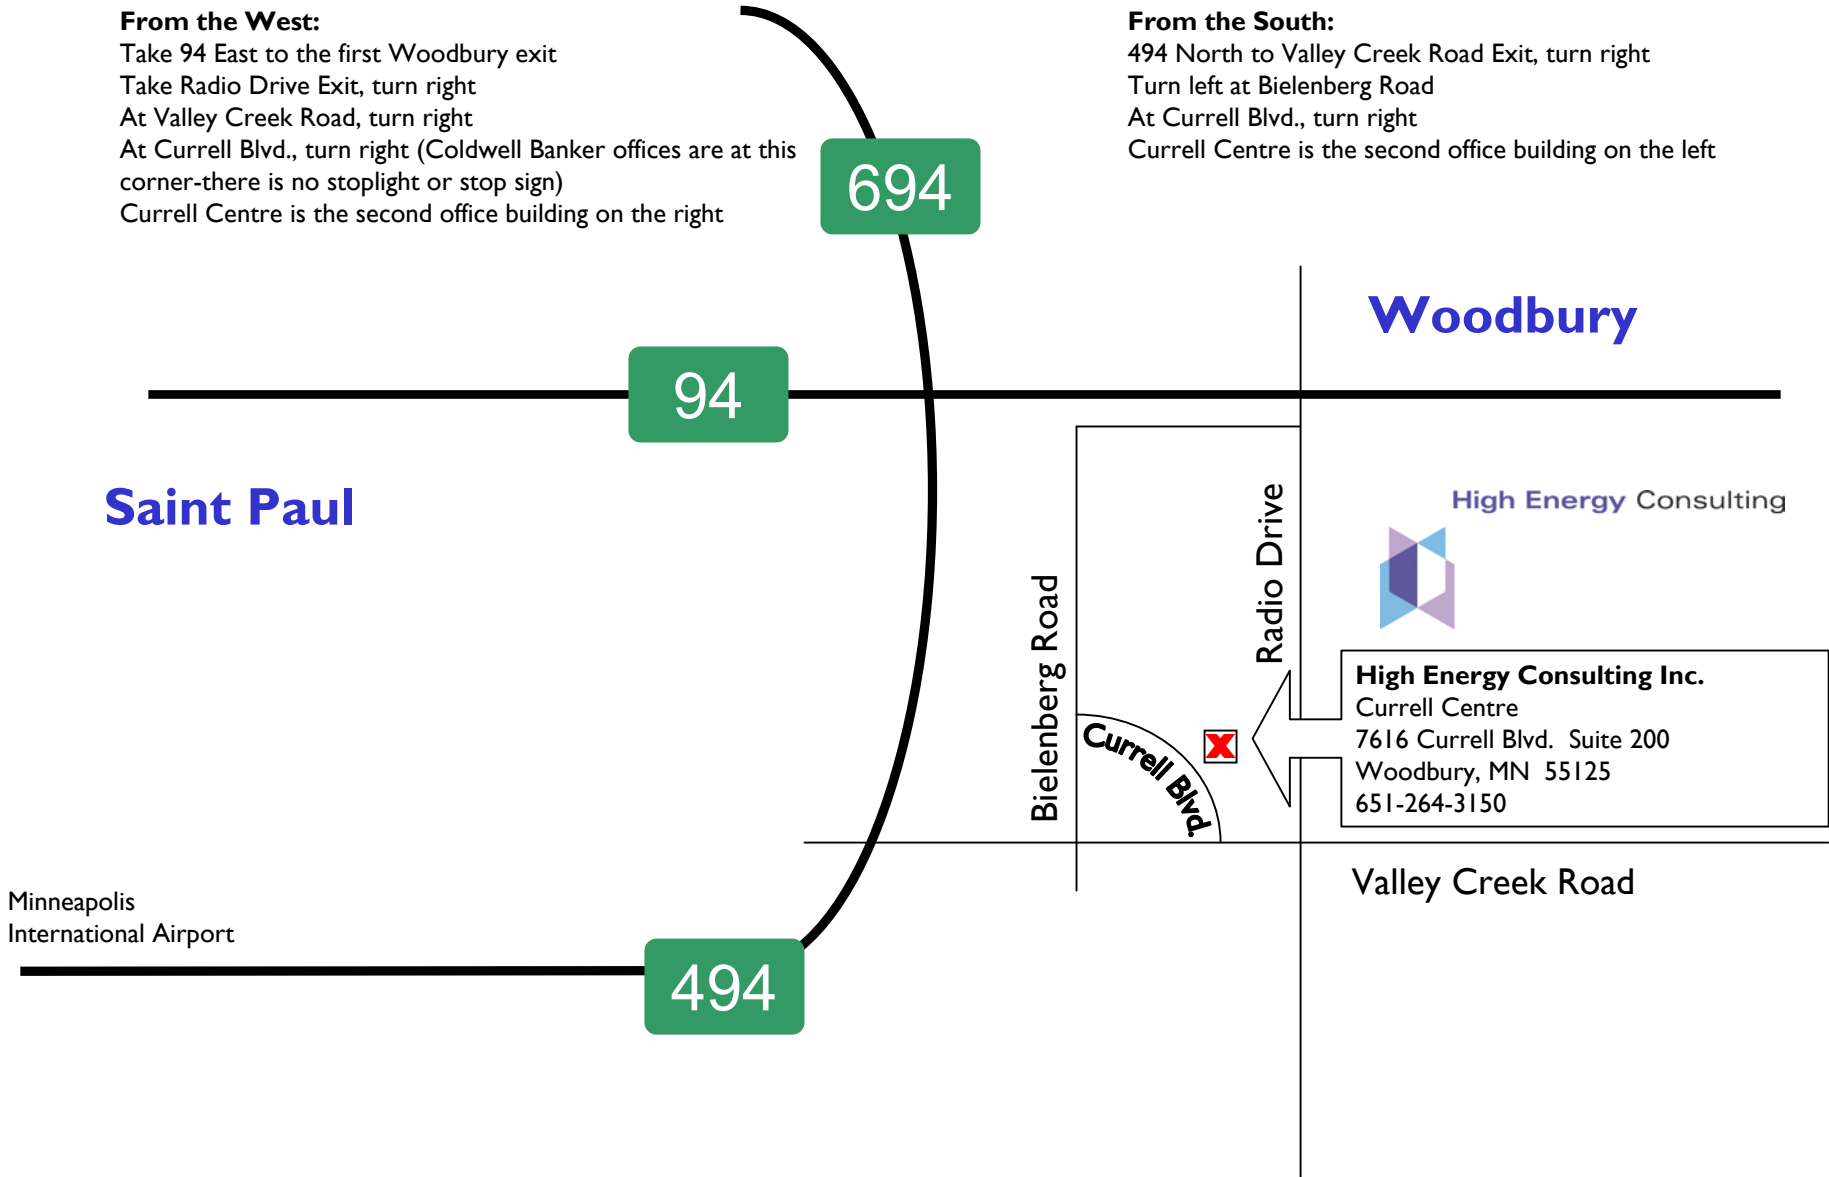 From the West:
Take 94 East to the first Woodbury exit
Take Radio Drive Exit, turn right
At Valley Creek Road, turn right
At Currell Blvd., turn right (Coldwell Banker offices are at this
corner-there is no stoplight or stop sign)
Currell Centre is the second office building on the right
From the South:
494 North to Valley Creek Road Exit, turn right
Turn left at Bielenberg Road
At Currell Blvd., turn right
Currell Centre is the second office building on the left
694
Woodbury
94
Saint Paul
High Energy Consulting
Radio Drive
Bielenberg Road
Currell Blvd.
X
High Energy Consulting Inc.
Currell Centre
7616 Currell Blvd.  Suite 200
Woodbury, MN  55125
651-264-3150
Valley Creek Road
Minneapolis
International Airport
494